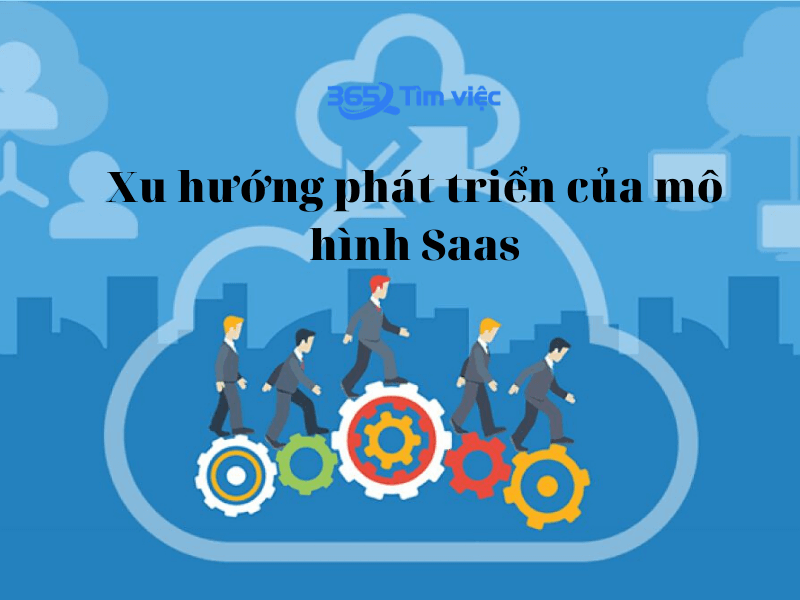 365 Tìm việc
Xu hướng phát triển của mô
hình Saas